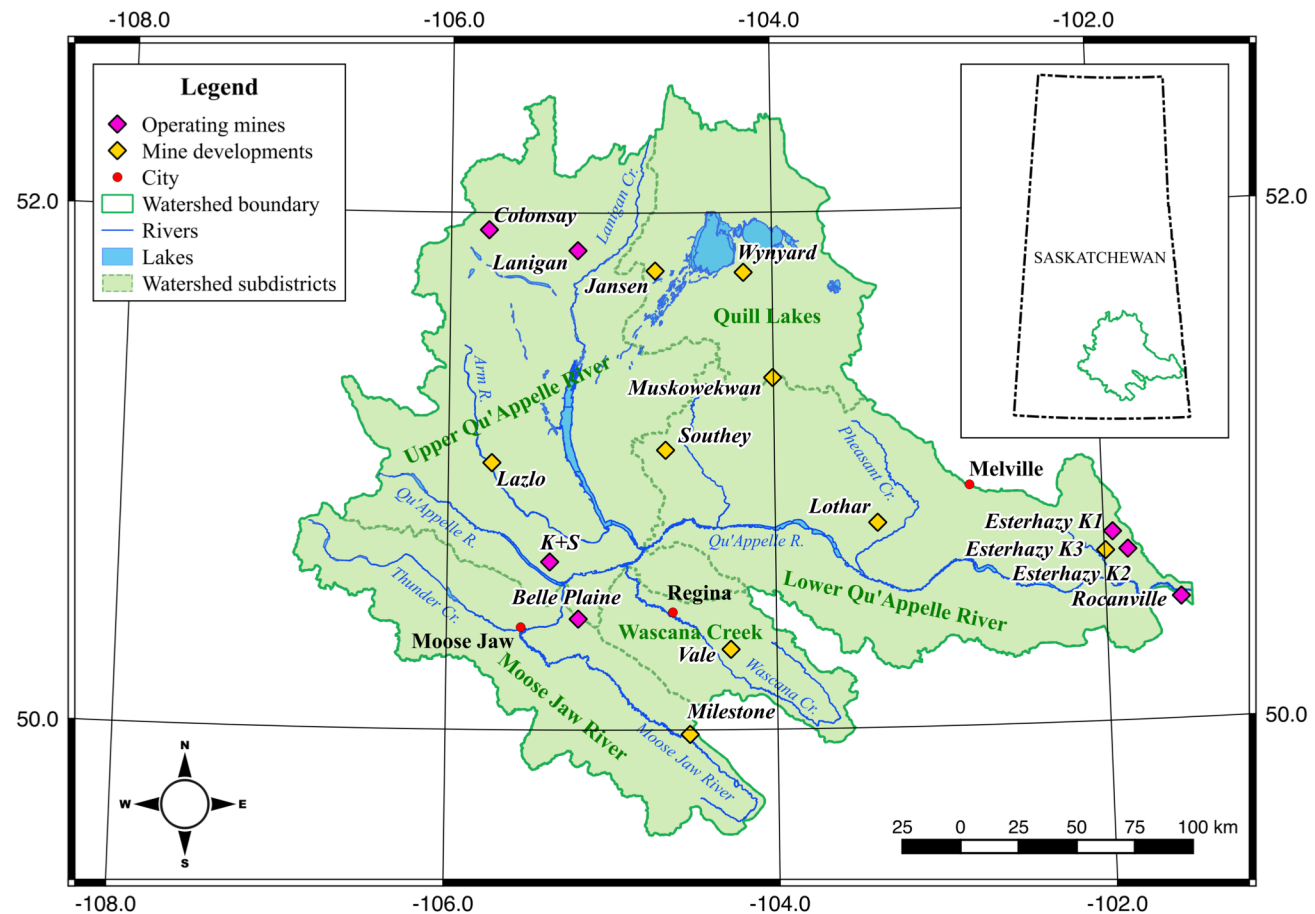 -108.0
-106.0
-104.0
-102.0
Legend
Operating mines
Mine developments
City
Watershed boundary
Rivers
Lakes
Watershed subdistricts
SASKATCHEWAN
52.0
52.0
Colonsay
Lanigan Cr.
Lanigan
Jansen
Wynyard
Quill Lakes
Arm R.
Upper Qu'Appelle River
Muskowekwan
Southey
Pheasant Cr.
Melville
Lazlo
Lothar
Qu'Appelle R.
Esterhazy K1
K+S
Qu'Appelle R.
Esterhazy K3
Esterhazy K2
Thunder Cr.
Belle Plaine
Regina
Lower Qu'Appelle River
Rocanville
Moose Jaw
Wascana Creek
Vale
Moose Jaw River
Wascana Cr.
Milestone
50.0
50.0
Moose Jaw River
N
W
E
S
25
0
25
50
75
100 km
-108.0
-106.0
-104.0
-102.0